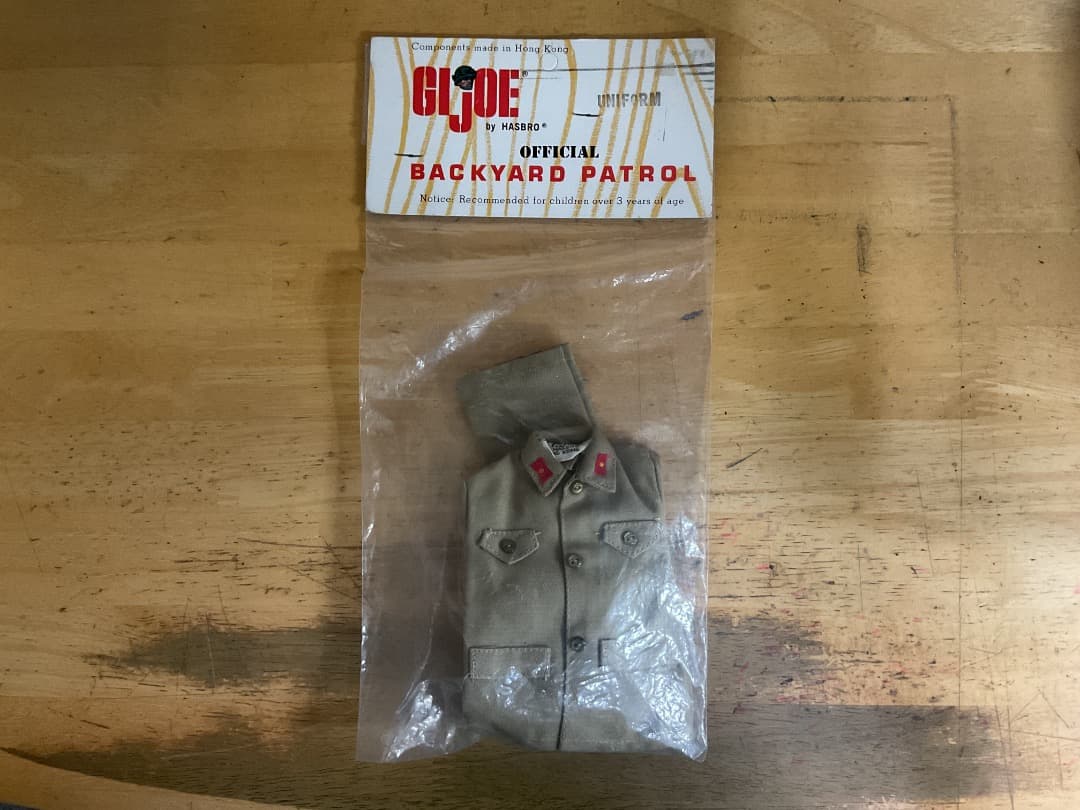 Components made in Hong Kong
GI JOE®
UNIFORM
by HASBRO®
OFFICIAL
BACKYARD PATROL
Notice: Recommended for children over 3 years of age